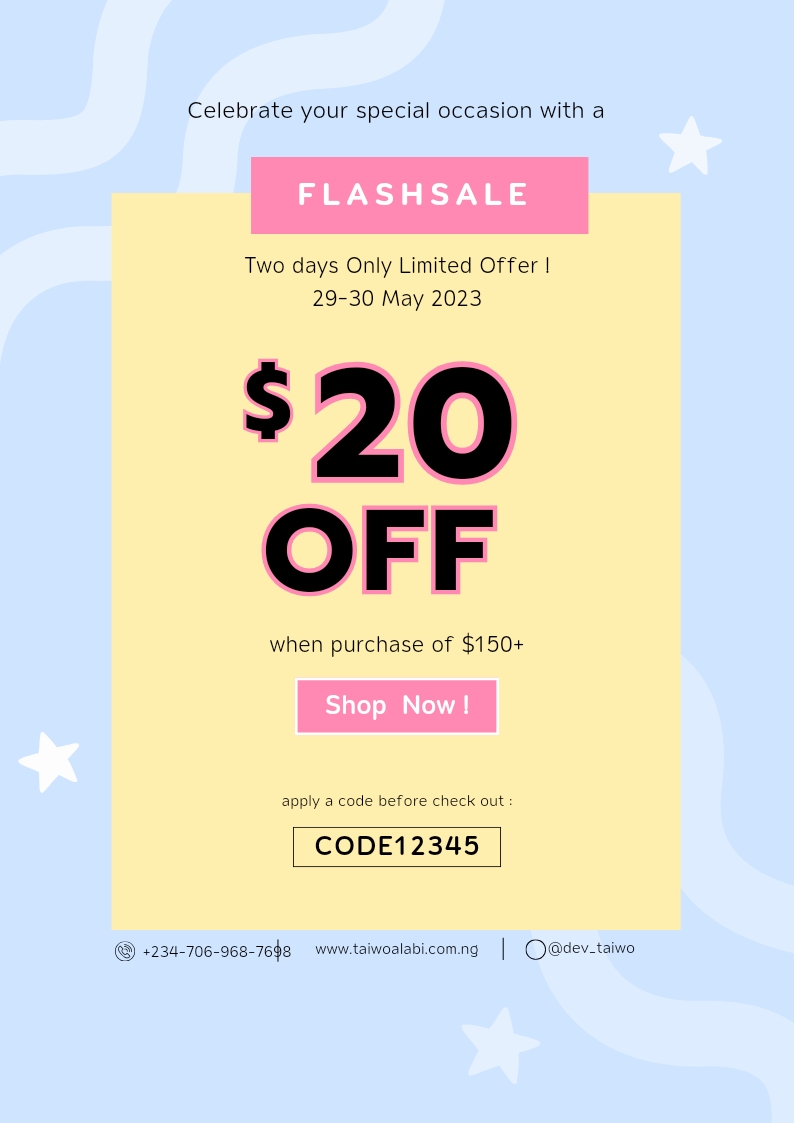 Celebrate your special occasion with a
FLASHSALE
Two days Only Limited Offer !
29-30 May 2023
$20
OFF
when purchase of $150+
Shop Now !
apply a code before check out :
CODE12345
+234-706-968-7698 | www.taiwoalabi.com.ng | @dev_taiwo